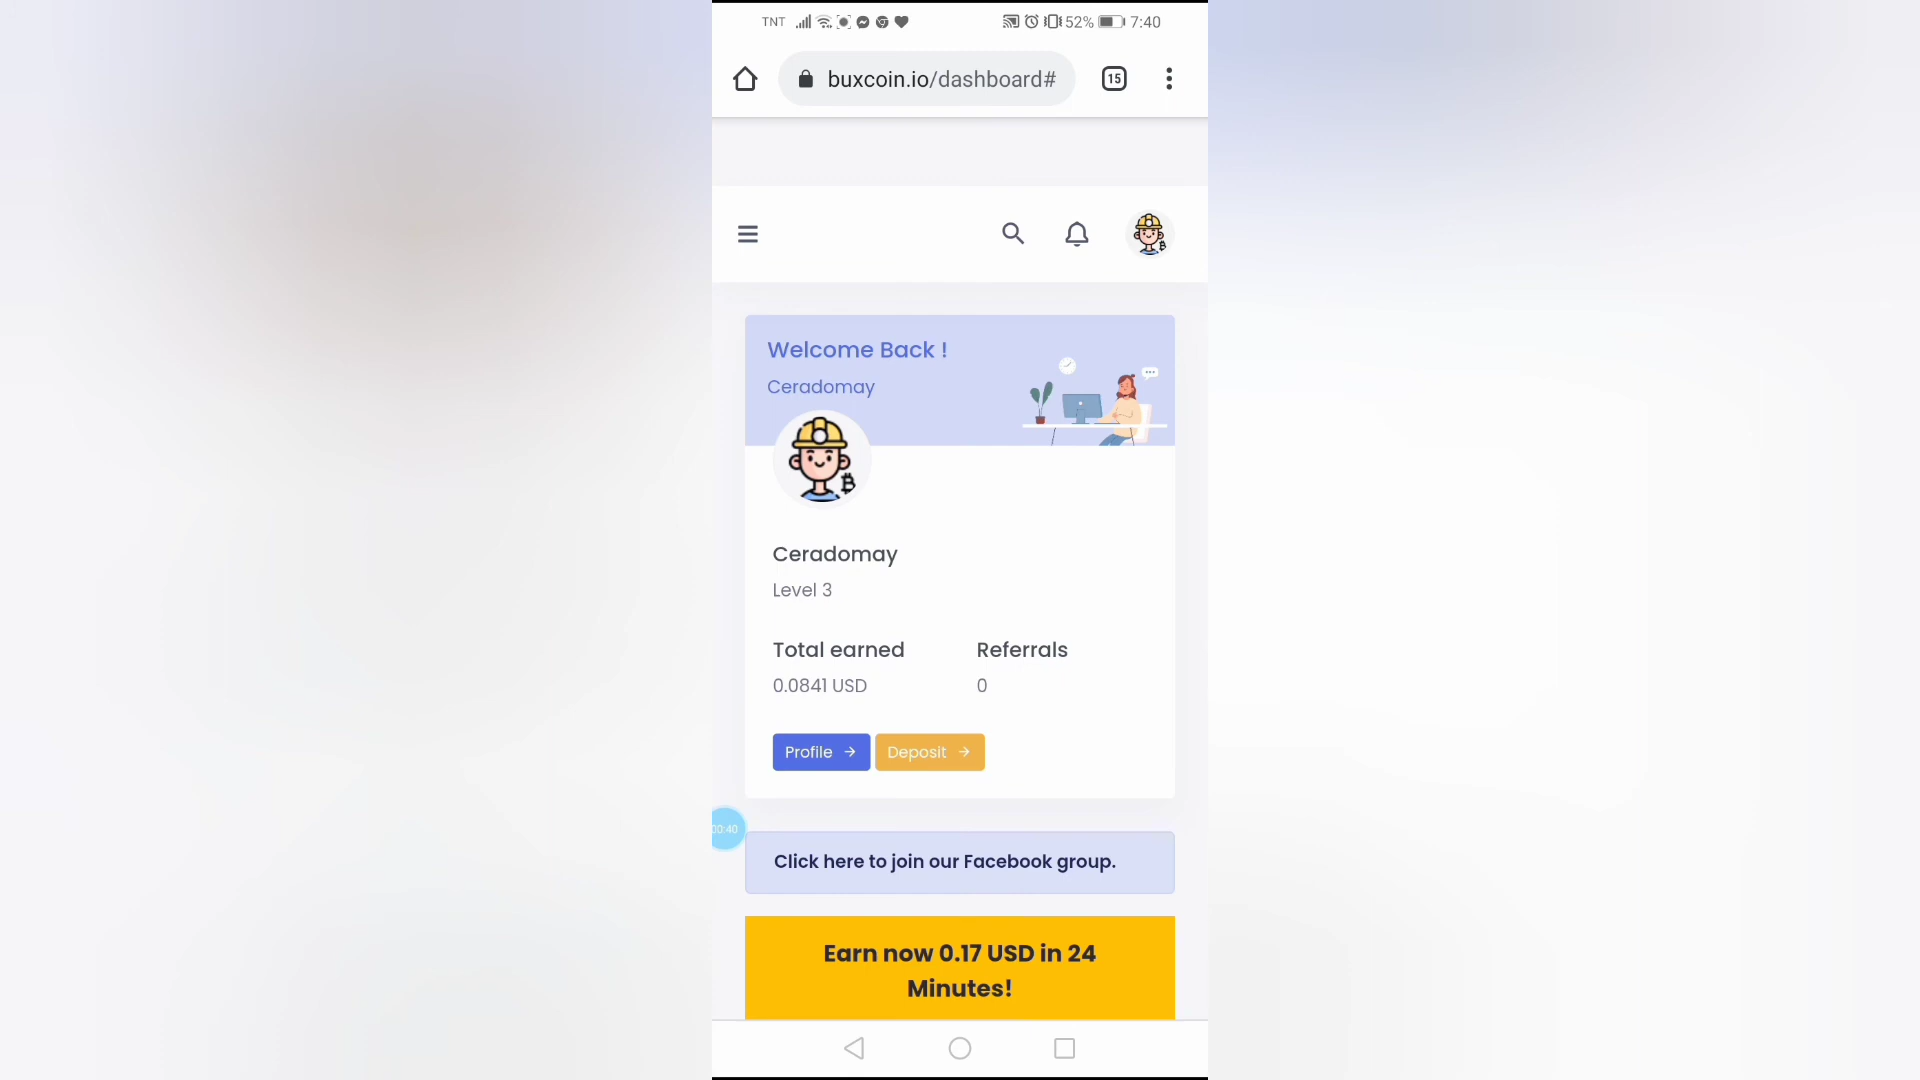 TNT 52% 7:40
buxcoin.io/dashboard# 15
Welcome Back !
Ceradomay
Ceradomay
Level 3
Total earned Referrals
0.0841 USD 0
Profile → Deposit →
00:40
Click here to join our Facebook group.
Earn now 0.17 USD in 24
Minutes!